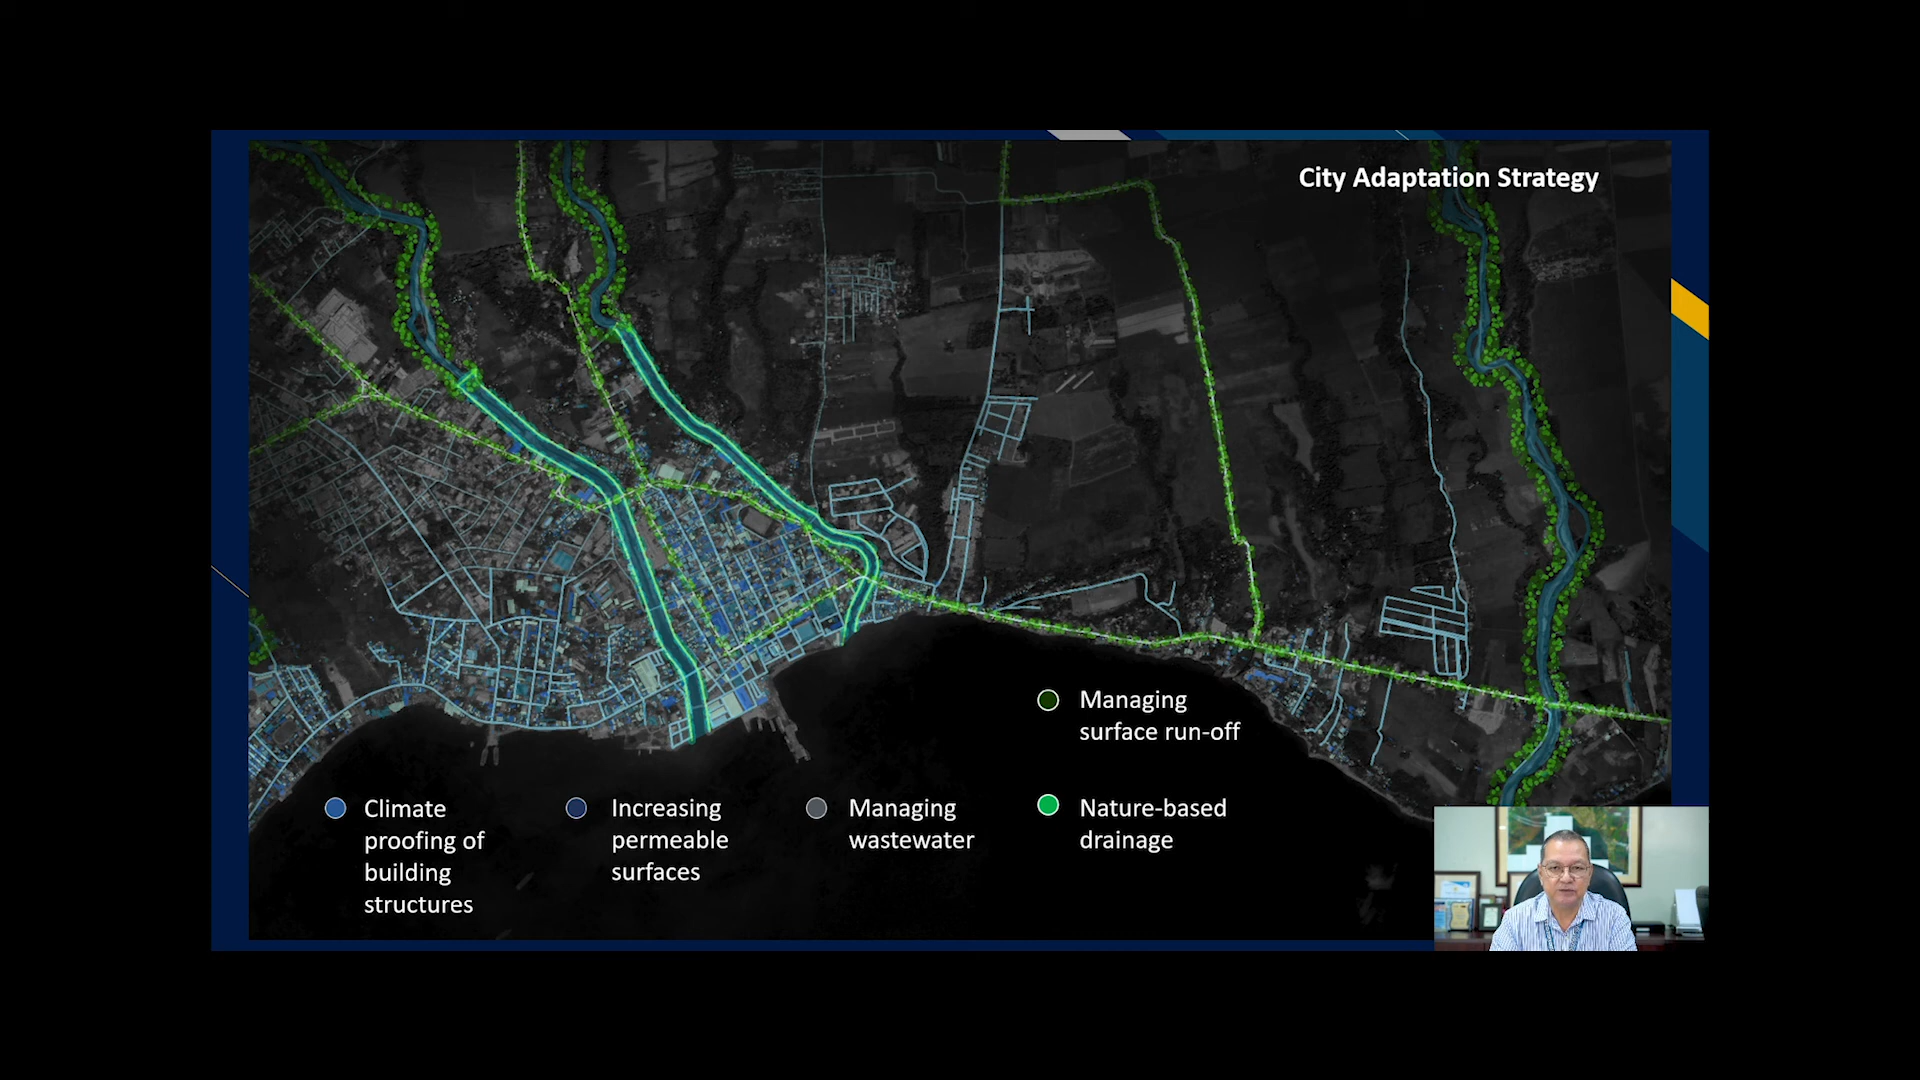 City Adaptation Strategy
Managing
surface run-off
Climate
proofing of
building
structures
Increasing
permeable
surfaces
Managing
wastewater
Nature-based
drainage